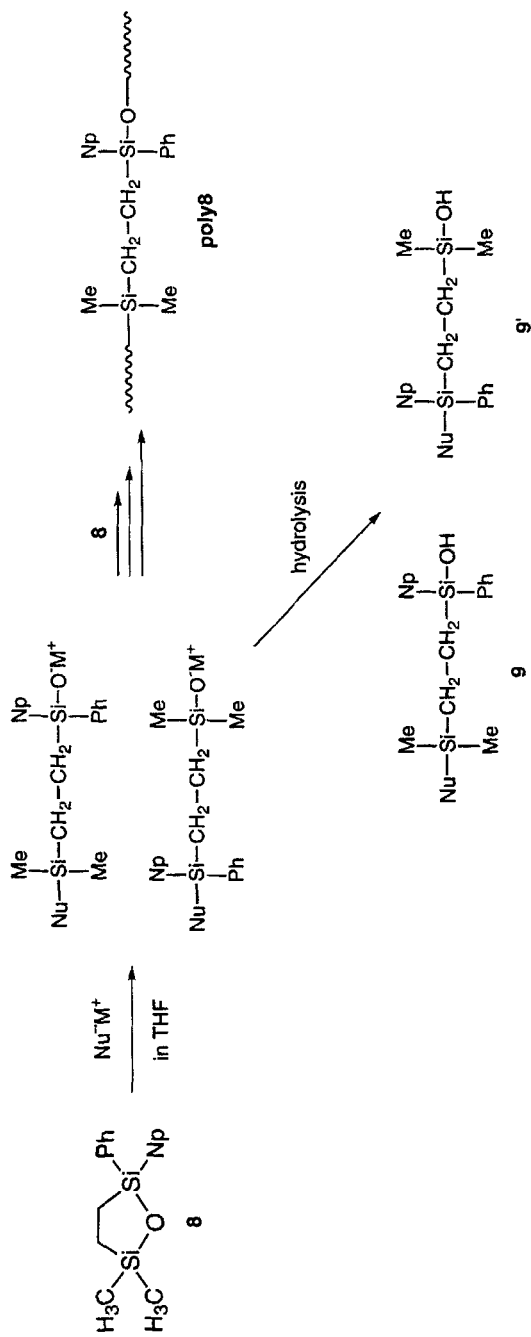 H₃C
H₃C
Si
O
Si
Ph
Np
8
Nu⁻M⁺
in THF
Me Np
Nu—Si—CH₂—CH₂—Si—O⁻M⁺
Me Ph
Np Me
Nu—Si—CH₂—CH₂—Si—O⁻M⁺
Ph Me
8
Me Np
Si—CH₂—CH₂—Si—O
Me Ph
poly8
hydrolysis
Me Np
Nu—Si—CH₂—CH₂—Si—OH
Me Ph
9
Np Me
Nu—Si—CH₂—CH₂—Si—OH
Ph Me
9'